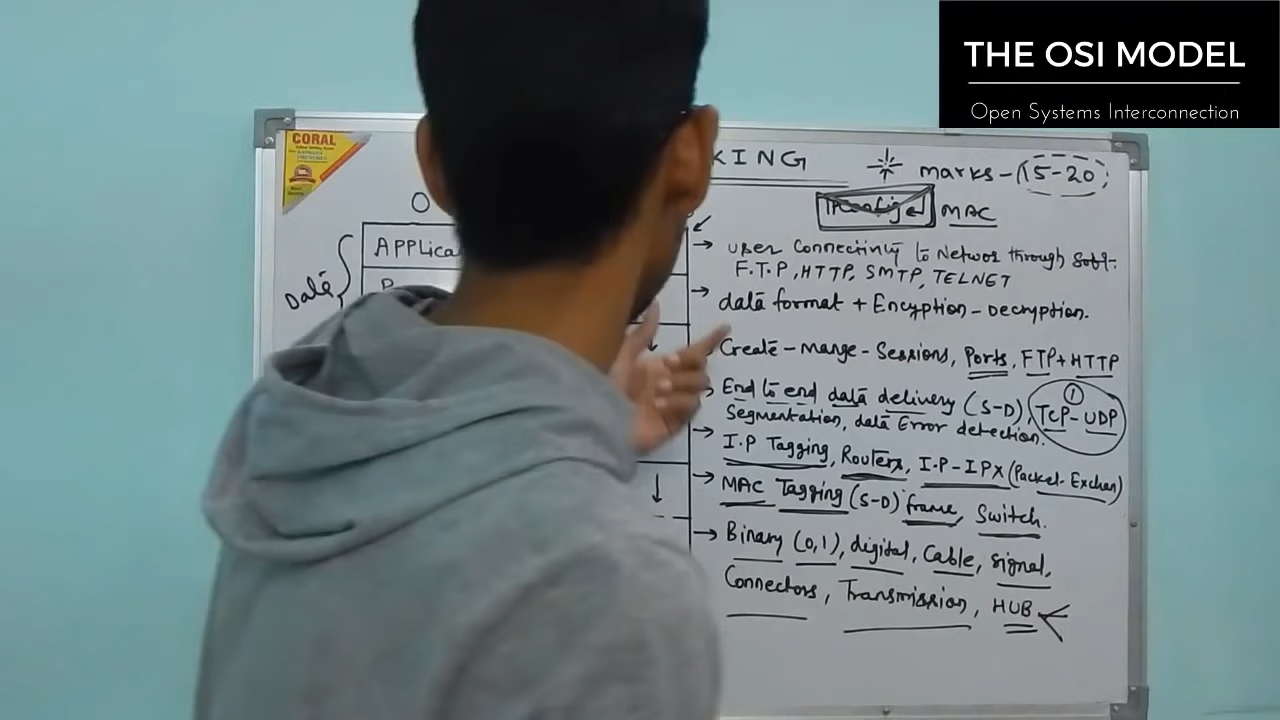 THE OSI MODEL
Open Systems Interconnection
CORAL
KING
marks - 15-20
MAC
O
APPLica
Data
P
user Connectivity to Networ through soft.
F.T.P, HTTP, SMTP, TELNET
data format + Encryption - Decryption.
Create - mange - Sessions, Ports, FTP + HTTP
End to end data delivery (S-D), TCP - UDP
1
Segmentation, data Error detection.
I.P Tagging, Routers, I.P - IPX (Packet - Exchan)
MAC Tagging (S-D) frame, Switch.
Binary (0,1), digital, Cable, signal,
Connectors, Transmission, HUB